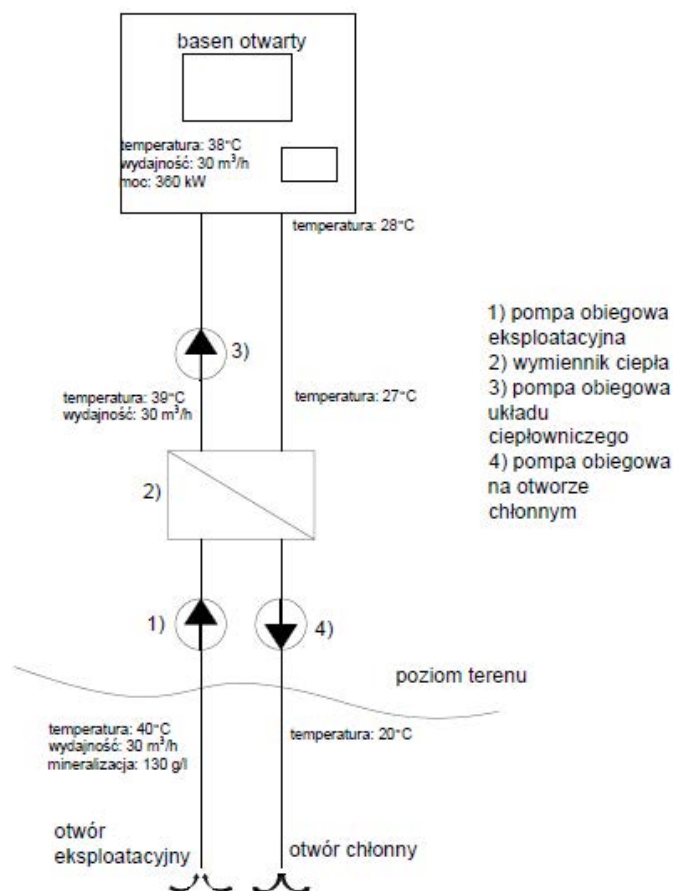 basen otwarty
temperatura: 38°C
wydajność: 30 m³/h
moc: 360 kW
temperatura: 28°C
3)
temperatura: 39°C
wydajność: 30 m³/h
temperatura: 27°C
1) pompa obiegowa
eksploatacyjna
2) wymiennik ciepła
3) pompa obiegowa
układu
ciepłowniczego
4) pompa obiegowa
na otworze
chłonnym
2)
1)
4)
poziom terenu
temperatura: 40°C
wydajność: 30 m³/h
mineralizacja: 130 g/l
temperatura: 20°C
otwór
eksploatacyjny
otwór chłonny